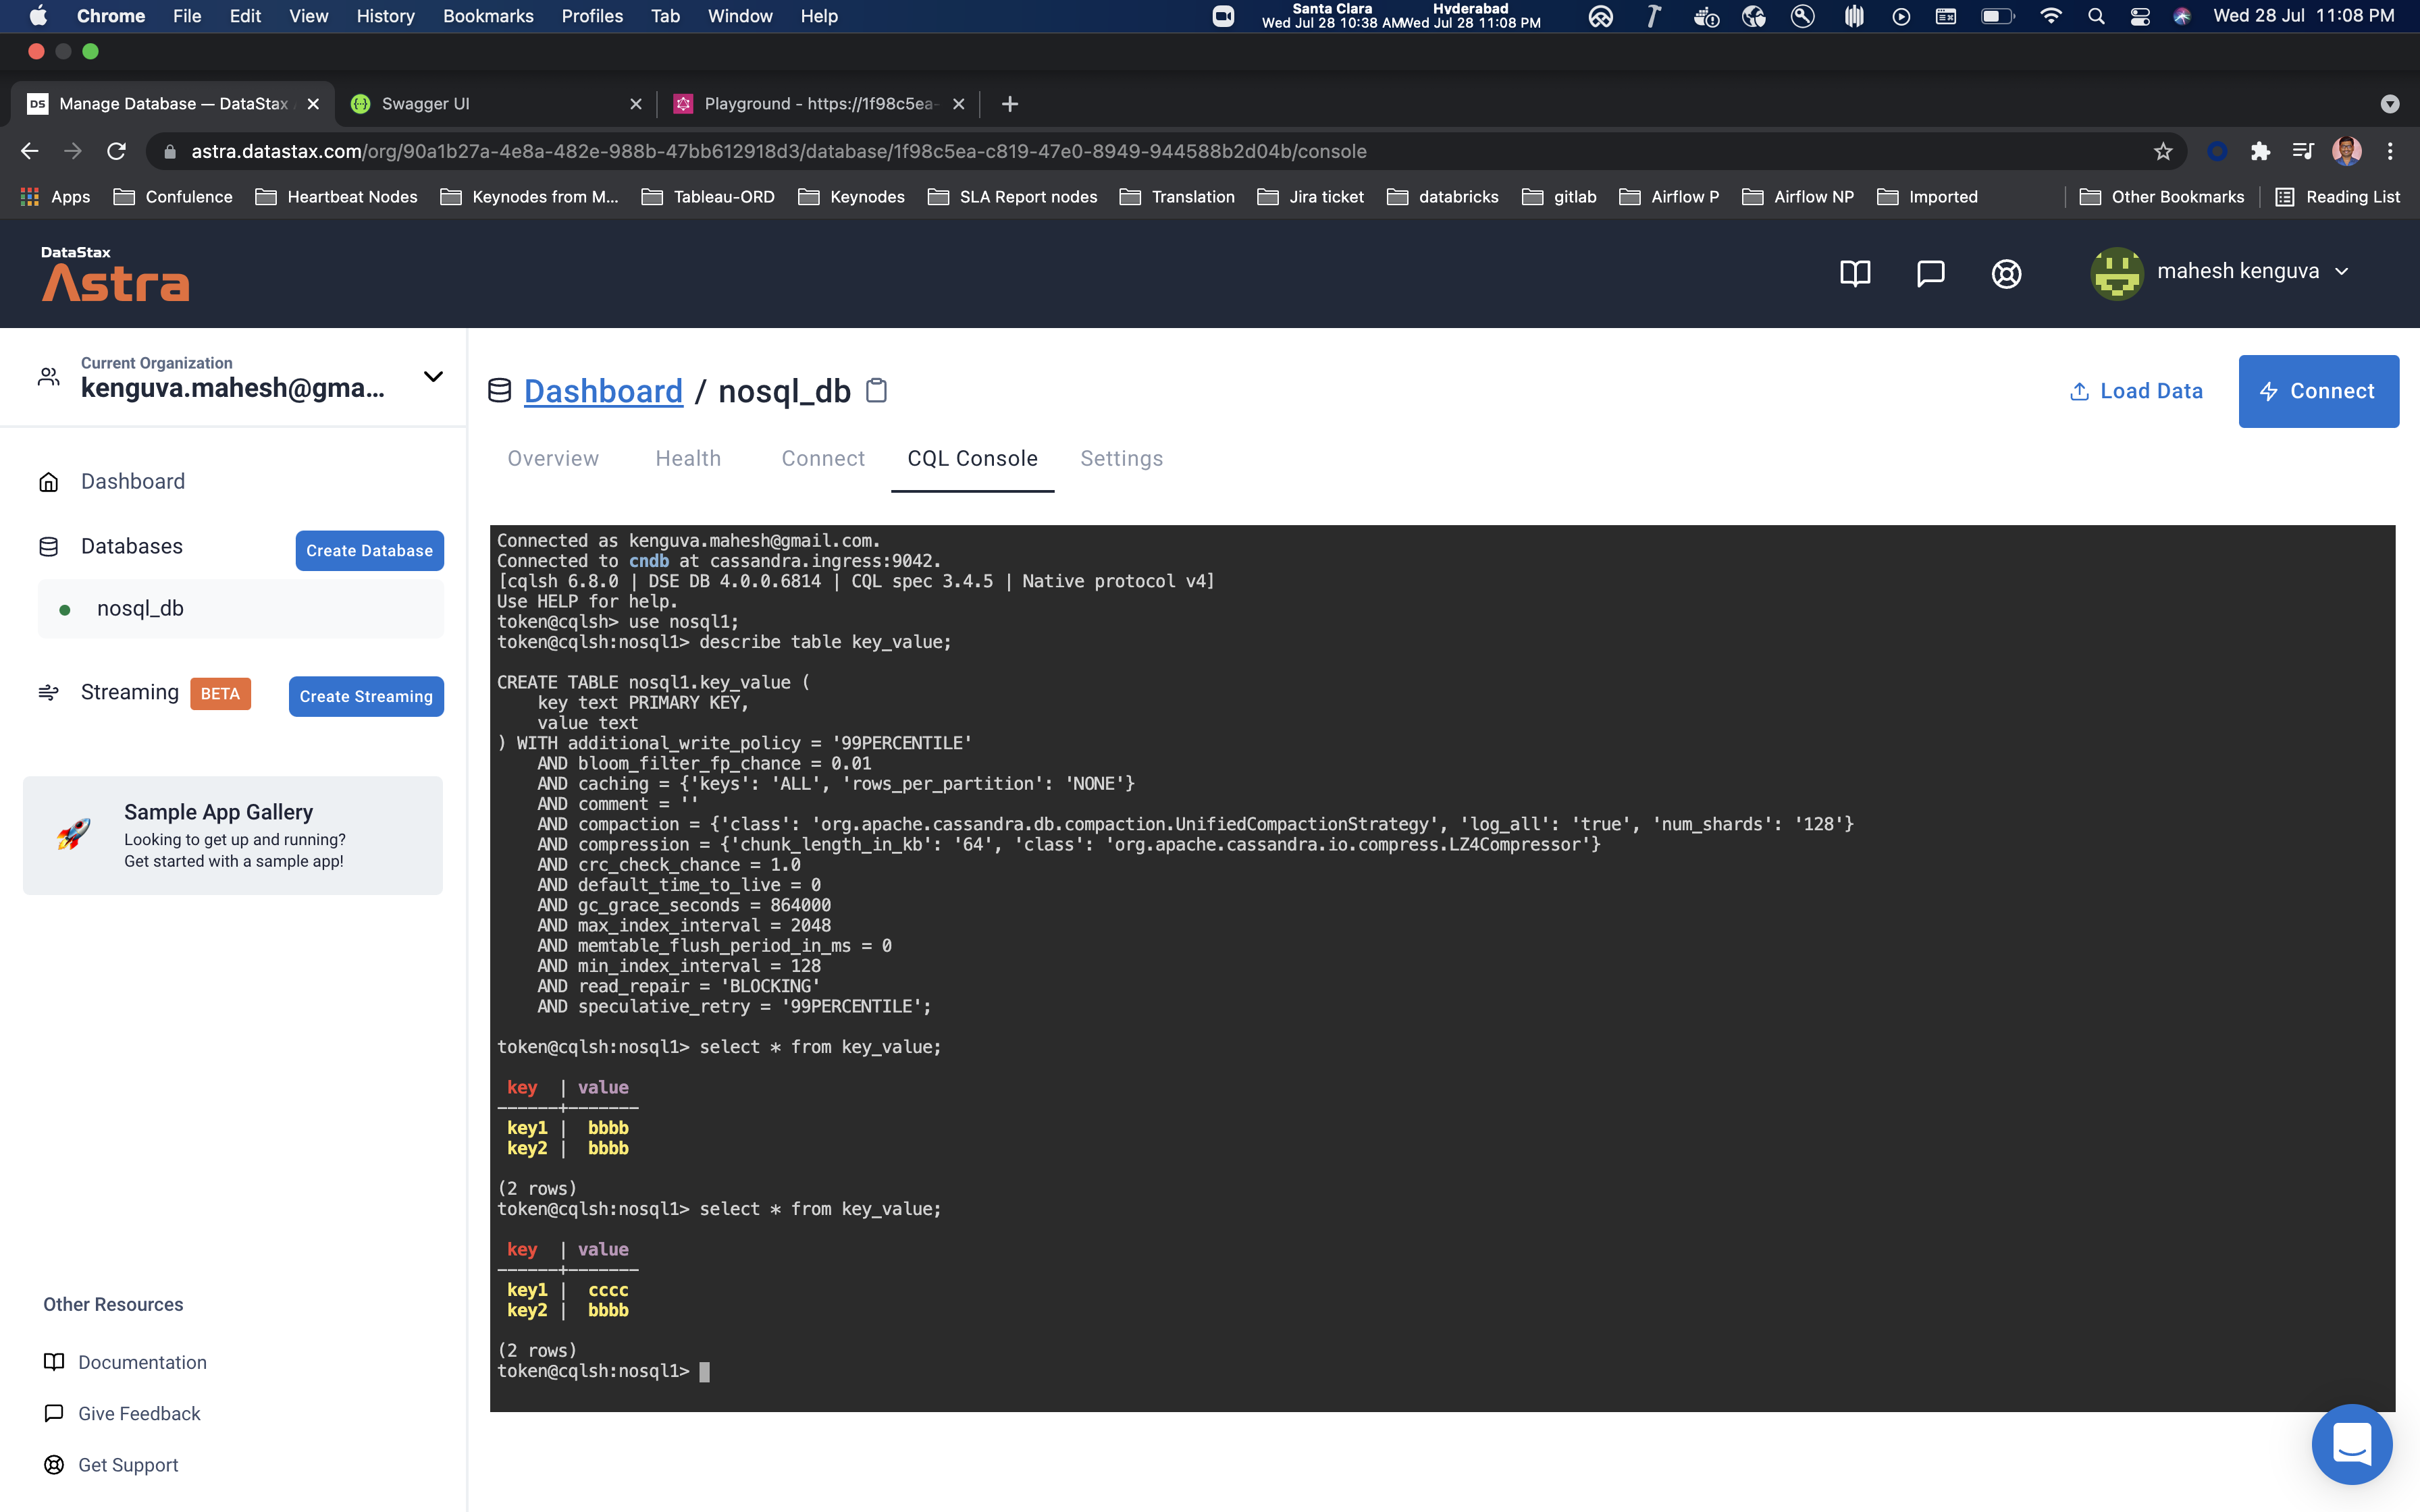 Chrome File Edit View History Bookmarks Profiles Tab Window Help
Santa Clara Hyderabad
Wed Jul 28 10:38 AM Wed Jul 28 11:08 PM
Wed 28 Jul 11:08 PM
DS Manage Database — DataStax
Swagger UI
Playground - https://1f98c5ea-
astra.datastax.com/org/90a1b27a-4e8a-482e-988b-47bb612918d3/database/1f98c5ea-c819-47e0-8949-944588b2d04b/console
Apps Confulence Heartbeat Nodes Keynodes from M... Tableau-ORD Keynodes SLA Report nodes Translation Jira ticket databricks gitlab Airflow P Airflow NP Imported Other Bookmarks Reading List
DataStax
Astra
mahesh kenguva
Current Organization
kenguva.mahesh@gma...
Dashboard
Databases
Create Database
nosql_db
Streaming BETA
Create Streaming
Sample App Gallery
Looking to get up and running?
Get started with a sample app!
Other Resources
Documentation
Give Feedback
Get Support
Dashboard / nosql_db
Load Data
Connect
Overview Health Connect CQL Console Settings
Connected as kenguva.mahesh@gmail.com.
Connected to cndb at cassandra.ingress:9042.
[cqlsh 6.8.0 | DSE DB 4.0.0.6814 | CQL spec 3.4.5 | Native protocol v4]
Use HELP for help.
token@cqlsh> use nosql1;
token@cqlsh:nosql1> describe table key_value;
CREATE TABLE nosql1.key_value (
key text PRIMARY KEY,
value text
) WITH additional_write_policy = '99PERCENTILE'
AND bloom_filter_fp_chance = 0.01
AND caching = {'keys': 'ALL', 'rows_per_partition': 'NONE'}
AND comment = ''
AND compaction = {'class': 'org.apache.cassandra.db.compaction.UnifiedCompactionStrategy', 'log_all': 'true', 'num_shards': '128'}
AND compression = {'chunk_length_in_kb': '64', 'class': 'org.apache.cassandra.io.compress.LZ4Compressor'}
AND crc_check_chance = 1.0
AND default_time_to_live = 0
AND gc_grace_seconds = 864000
AND max_index_interval = 2048
AND memtable_flush_period_in_ms = 0
AND min_index_interval = 128
AND read_repair = 'BLOCKING'
AND speculative_retry = '99PERCENTILE';
token@cqlsh:nosql1> select * from key_value;
key | value
------+-------
key1 | bbbb
key2 | bbbb
(2 rows)
token@cqlsh:nosql1> select * from key_value;
key | value
------+-------
key1 | cccc
key2 | bbbb
(2 rows)
token@cqlsh:nosql1>